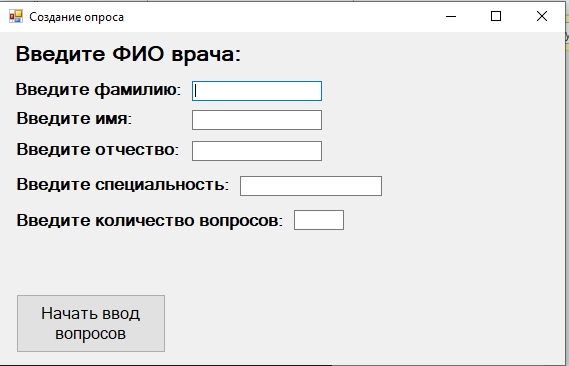 Создание опроса
Введите ФИО врача:
Введите фамилию:
Введите имя:
Введите отчество:
Введите специальность:
Введите количество вопросов:
Начать ввод
вопросов